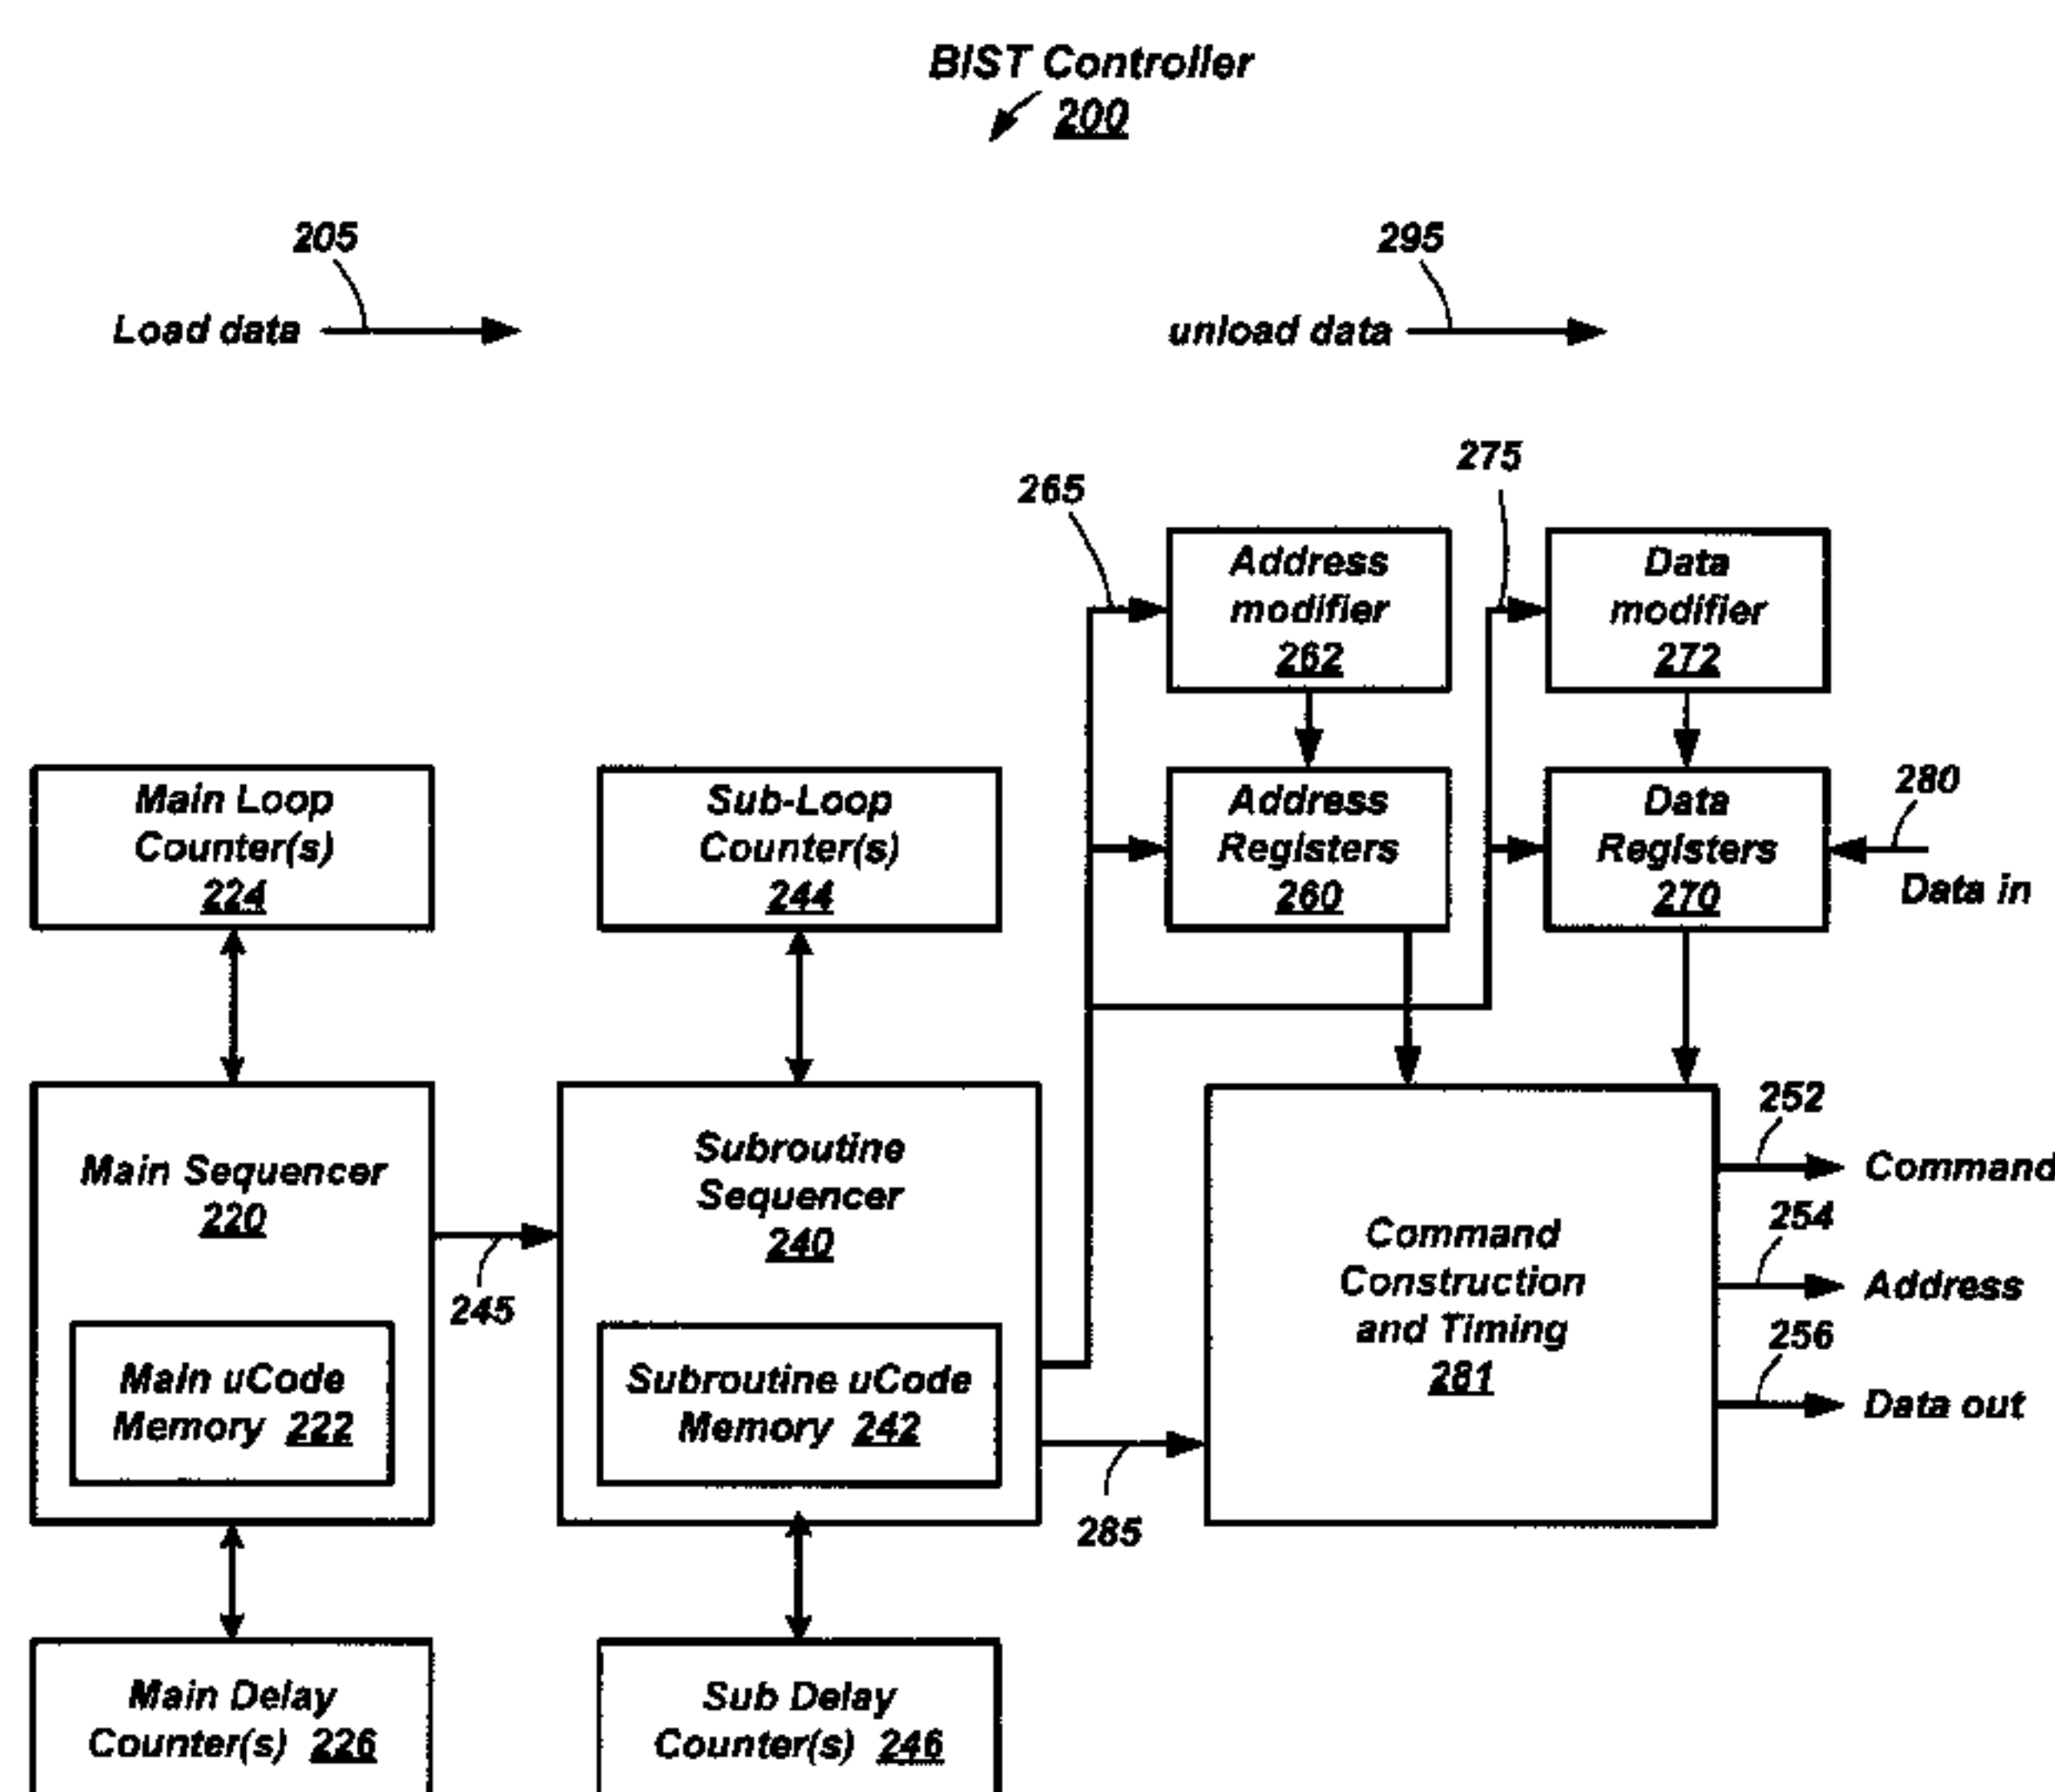 BIST Controller
200
205
295
Load data
unload data
265
275
Address
modifier
262
Data
modifier
272
Main Loop
Counter(s)
224
Sub-Loop
Counter(s)
244
Address
Registers
260
Data
Registers
270
280
Data in
Main Sequencer
220
Main uCode
Memory 222
245
Subroutine
Sequencer
240
Subroutine uCode
Memory 242
285
Command
Construction
and Timing
281
252
Command
254
Address
256
Data out
Main Delay
Counter(s) 226
Sub Delay
Counter(s) 246